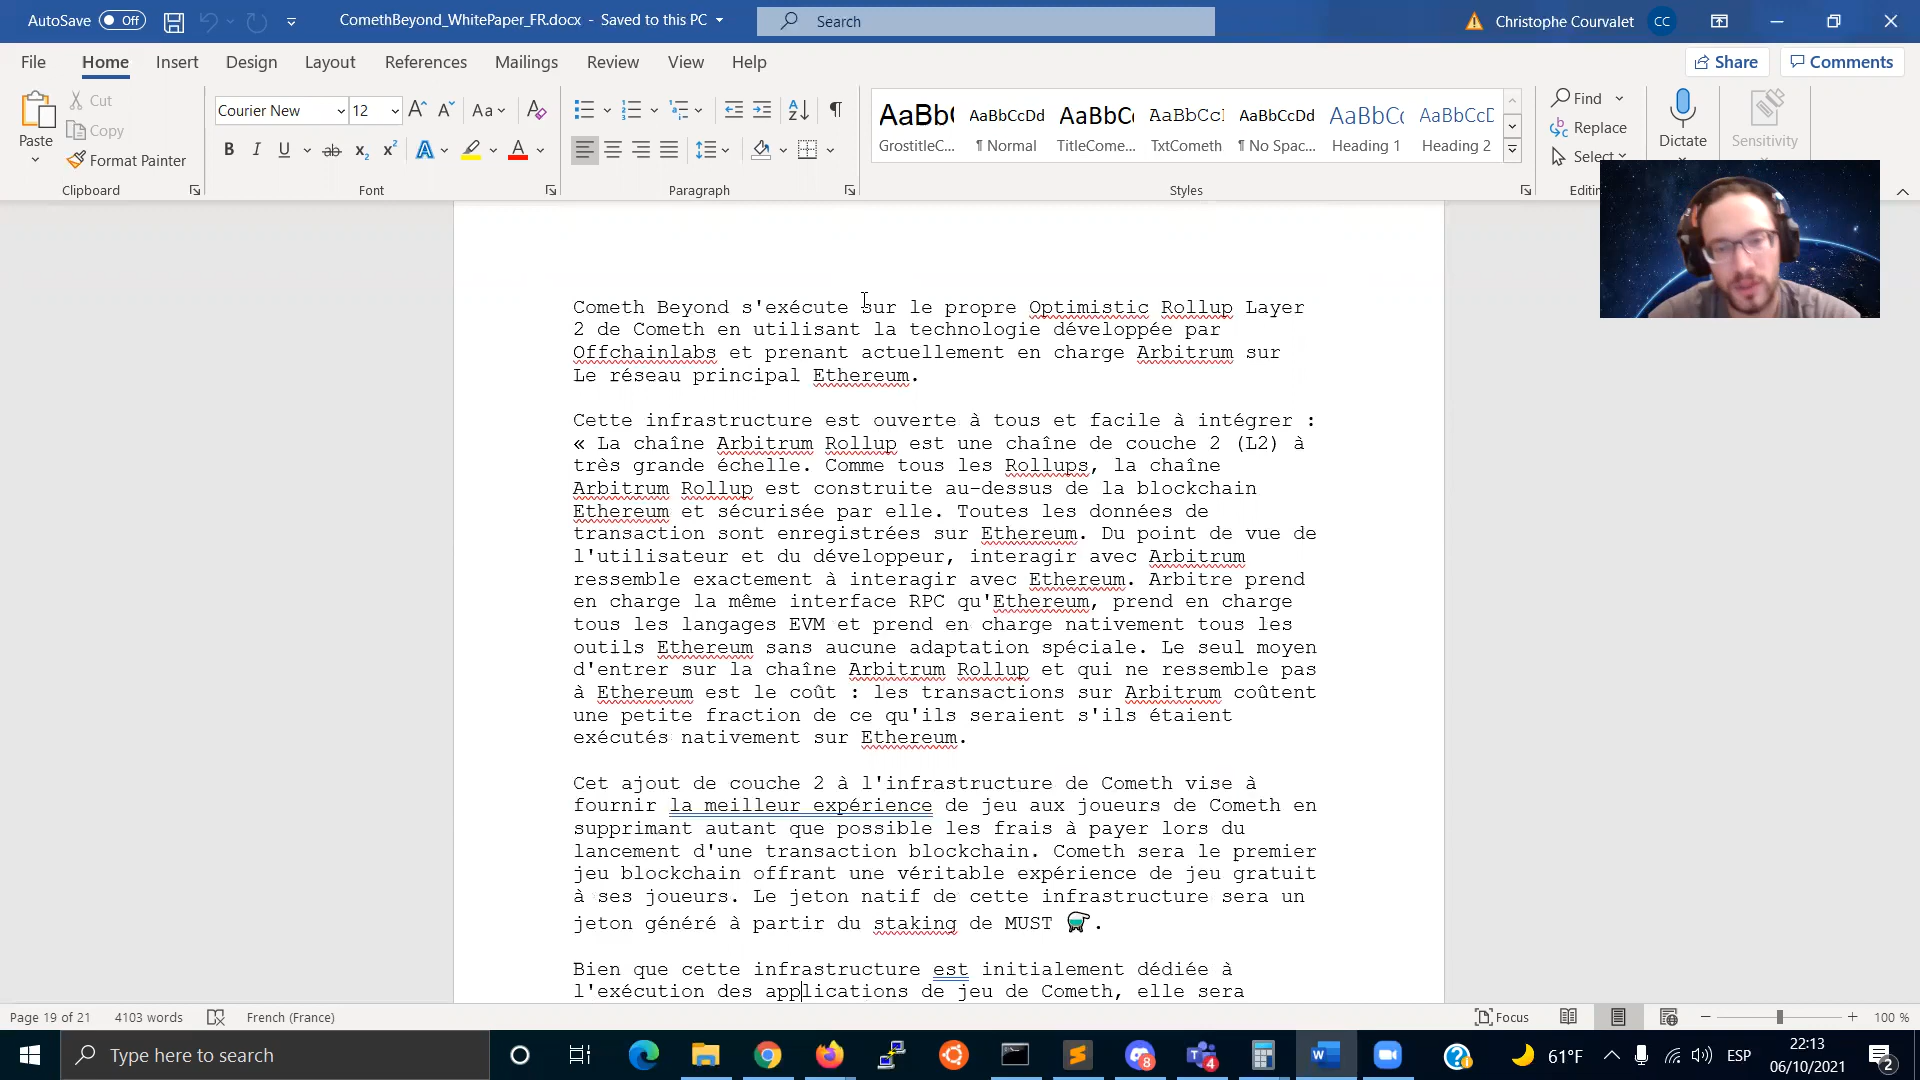 AutoSave Off ComethBeyond_WhitePaper_FR.docx - Saved to this PC Search Christophe Courvalet CC
File Home Insert Design Layout References Mailings Review View Help Share Comments
Cut Courier New 12 Aa AaBbC AaBbCcDd AaBbC AaBbCcI AaBbCcDd AaBbCc AaBbCcD Find
Copy Replace
Paste Format Painter B I U ab x2 x2 A A GrostitleC... ¶ Normal TitleCome... TxtCometh ¶ No Spac... Heading 1 Heading 2 Select Dictate Sensitivity
Clipboard Font Paragraph Styles Editin
Cometh Beyond s'exécute sur le propre Optimistic Rollup Layer
2 de Cometh en utilisant la technologie développée par
Offchainlabs et prenant actuellement en charge Arbitrum sur
Le réseau principal Ethereum.
Cette infrastructure est ouverte à tous et facile à intégrer :
« La chaîne Arbitrum Rollup est une chaîne de couche 2 (L2) à
très grande échelle. Comme tous les Rollups, la chaîne
Arbitrum Rollup est construite au-dessus de la blockchain
Ethereum et sécurisée par elle. Toutes les données de
transaction sont enregistrées sur Ethereum. Du point de vue de
l'utilisateur et du développeur, interagir avec Arbitrum
ressemble exactement à interagir avec Ethereum. Arbitre prend
en charge la même interface RPC qu'Ethereum, prend en charge
tous les langages EVM et prend en charge nativement tous les
outils Ethereum sans aucune adaptation spéciale. Le seul moyen
d'entrer sur la chaîne Arbitrum Rollup et qui ne ressemble pas
à Ethereum est le coût : les transactions sur Arbitrum coûtent
une petite fraction de ce qu'ils seraient s'ils étaient
exécutés nativement sur Ethereum.
Cet ajout de couche 2 à l'infrastructure de Cometh vise à
fournir la meilleur expérience de jeu aux joueurs de Cometh en
supprimant autant que possible les frais à payer lors du
lancement d'une transaction blockchain. Cometh sera le premier
jeu blockchain offrant une véritable expérience de jeu gratuit
à ses joueurs. Le jeton natif de cette infrastructure sera un
jeton généré à partir du staking de MUST .
Bien que cette infrastructure est initialement dédiée à
l'exécution des applications de jeu de Cometh, elle sera
Page 19 of 21 4103 words French (France) Focus 100 %
Type here to search 61°F ESP 22:13
06/10/2021